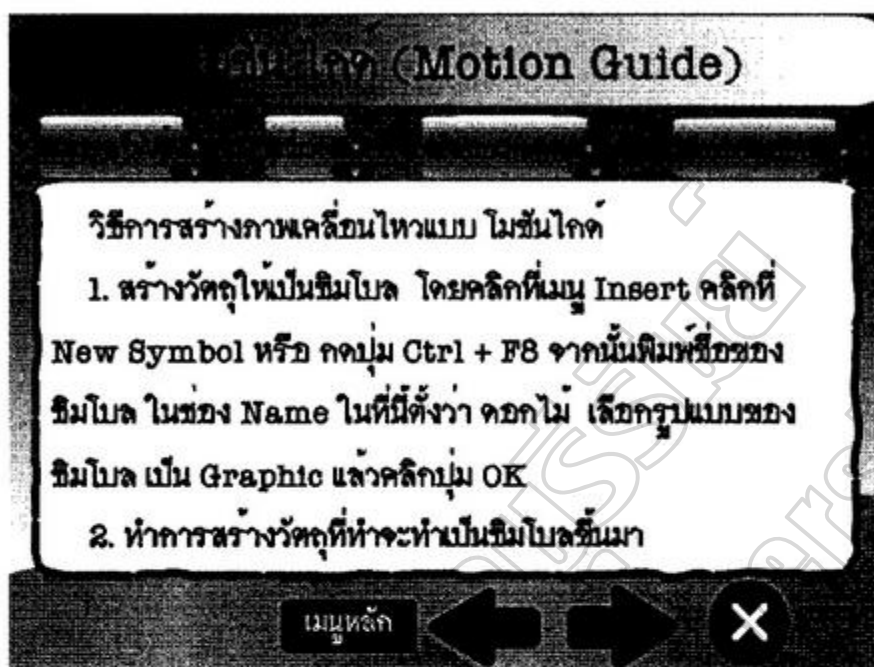 (Motion Guide)
วิธีการสร้างภาพเคลื่อนไหวแบบ โมชันไกด์
1. สร้างวัตถุให้เป็นซิมโบล โดยคลิกที่เมนู Insert คลิกที่
New Symbol หรือ กดปุ่ม Ctrl + F8 จากนั้นพิมพ์ชื่อของ
ซิมโบล ในช่อง Name ในที่นี้ตั้งว่า ดอกไม้ เลือกรูปแบบของ
ซิมโบล เป็น Graphic แล้วคลิกปุ่ม OK
2. ทำการสร้างวัตถุที่ทำจะทำเป็นซิมโบลขึ้นมา
เมนูหลัก